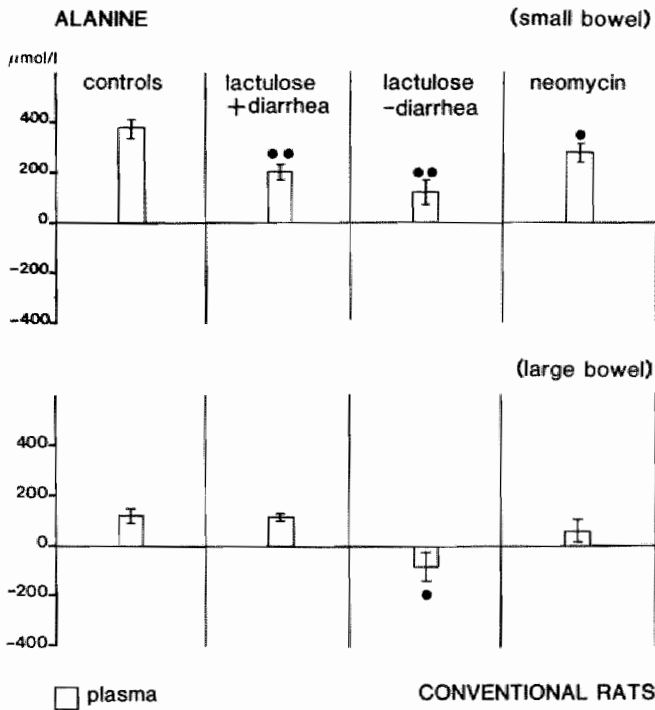 ALANINE (small bowel)
μmol/l
controls lactulose +diarrhea lactulose -diarrhea neomycin
400
200
0
-200
-400
(large bowel)
400
200
0
-200
-400
plasma CONVENTIONAL RATS